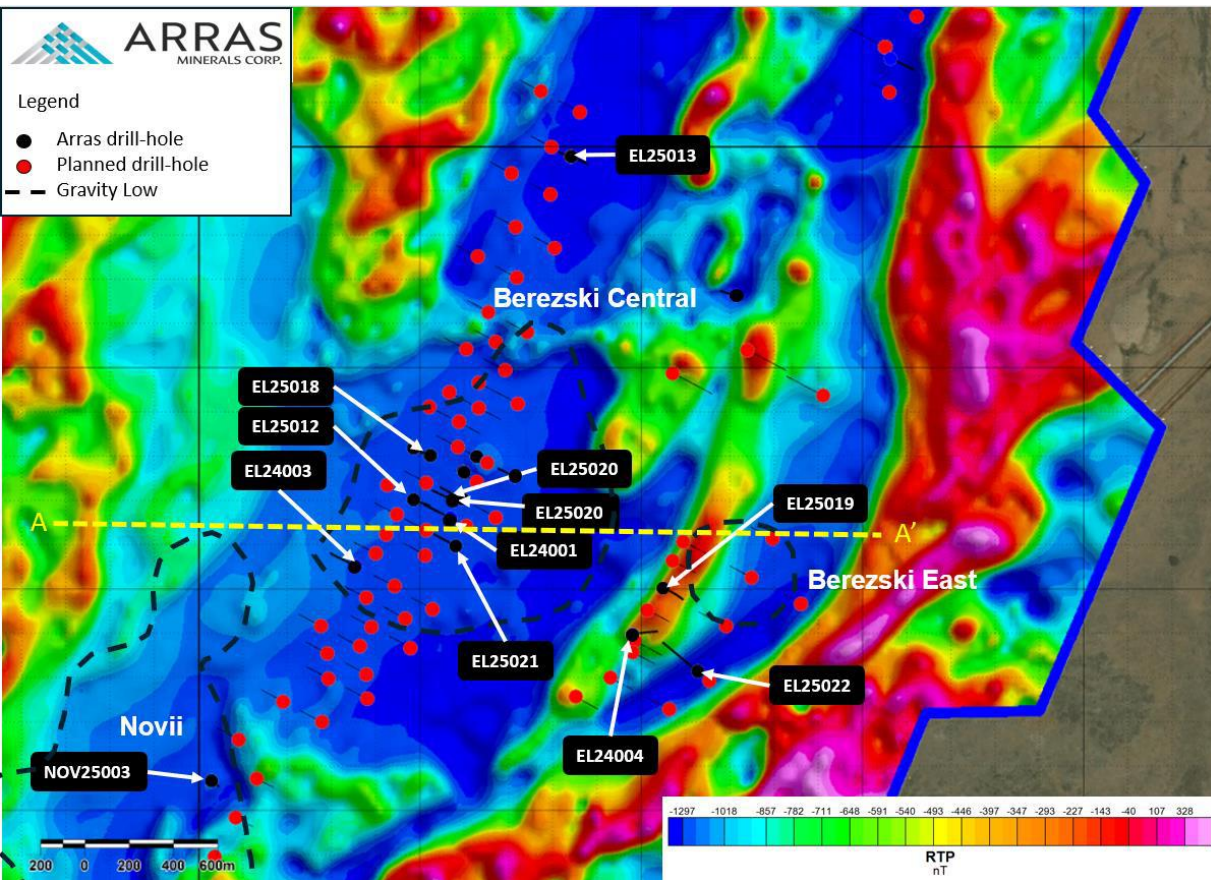 ARRAS
MINERALS CORP.
Legend
Arras drill-hole
Planned drill-hole
Gravity Low
EL25013
Berezski Central
EL25018
EL25012
EL24003
EL25020
EL25020
EL25019
A
A'
EL24001
Berezski East
EL25021
EL25022
Novii
EL24004
NOV25003
200 0 200 400 600m
-1297 -1018 -857 -782 -711 -648 -591 -540 -493 -446 -397 -347 -293 -227 -143 -40 107 328
RTP
nT